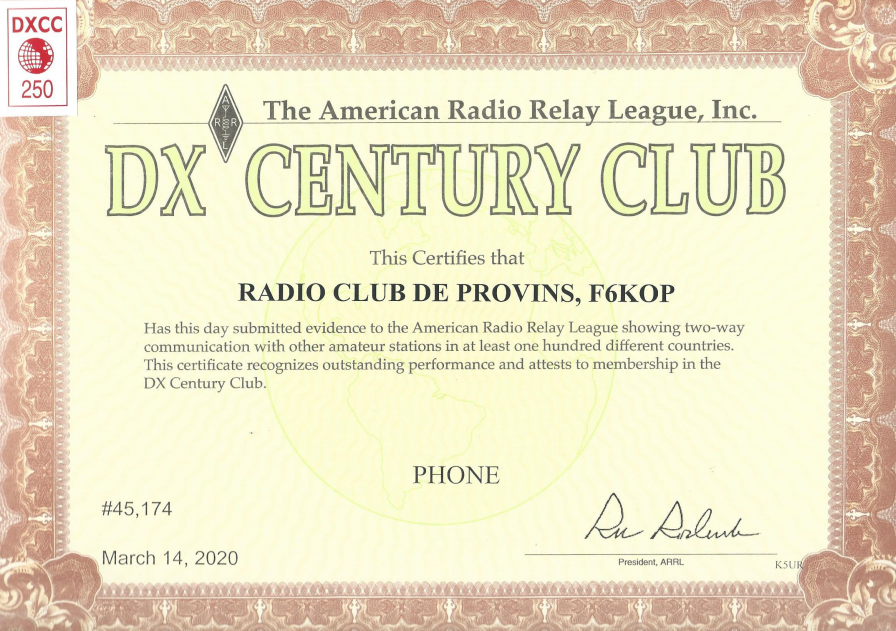 DXCC
250
ARRL
The American Radio Relay League, Inc.
DX CENTURY CLUB
This Certifies that
RADIO CLUB DE PROVINS, F6KOP
Has this day submitted evidence to the American Radio Relay League showing two-way
communication with other amateur stations in at least one hundred different countries.
This certificate recognizes outstanding performance and attests to membership in the
DX Century Club.
PHONE
#45,174
March 14, 2020
President, ARRL
K5UR